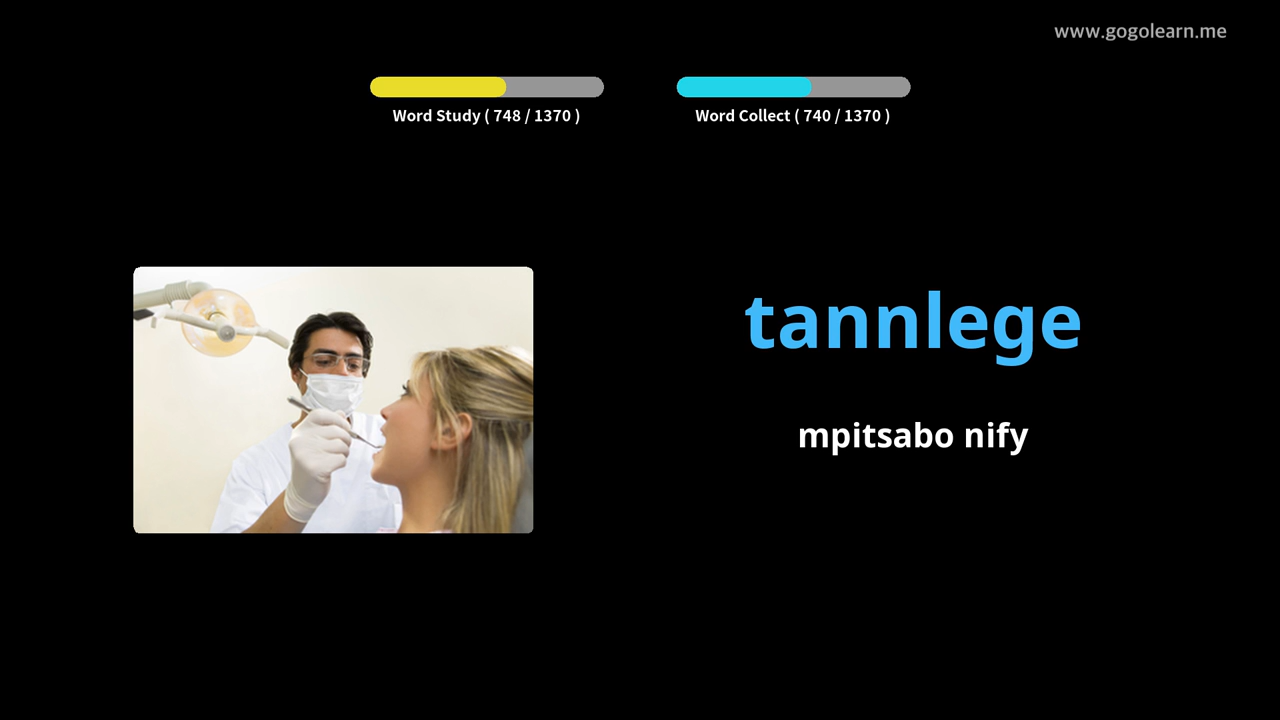 www.gogolearn.me
Word Study ( 748 / 1370 )
Word Collect ( 740 / 1370 )
tannlege
mpitsabo nify